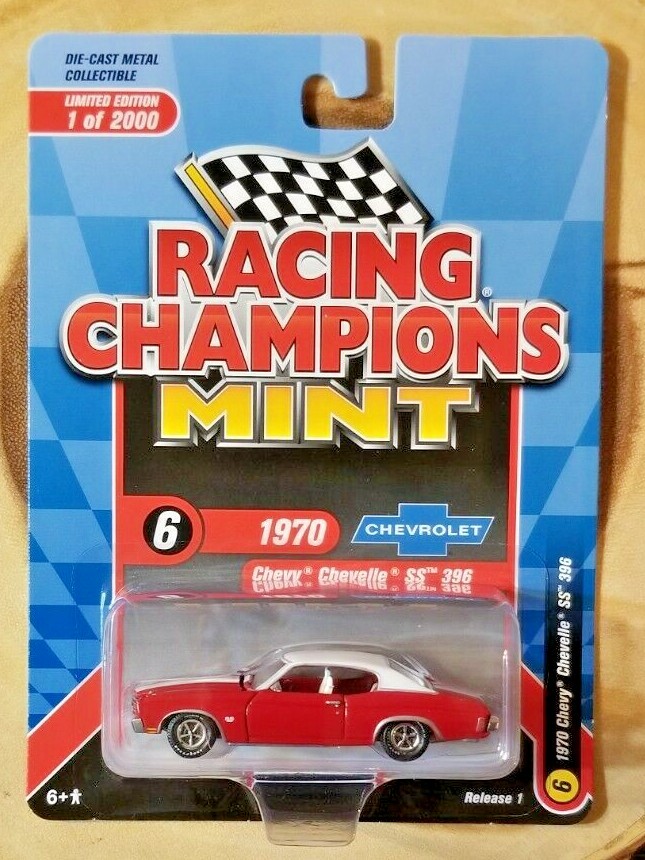 DIE-CAST METAL
COLLECTIBLE
LIMITED EDITION
1 of 2000
RACING
CHAMPIONS®
MINT
6 1970 CHEVROLET
Chevy® Chevelle® SS™ 396
6 1970 Chevy® Chevelle® SS™ 396
6+
Release 1